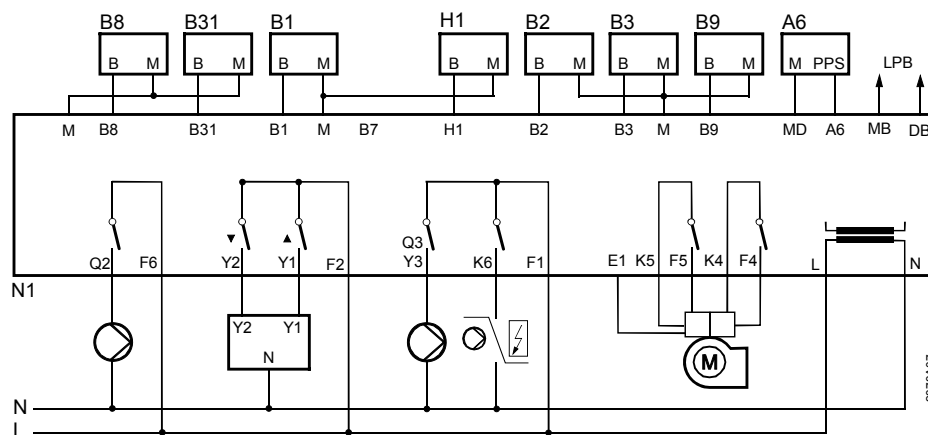 B8 B31 B1 H1 B2 B3 B9 A6
B M B M B M B M B M B M B M M PPS LPB
M B8 B31 B1 M B7 H1 B2 B3 M B9 MD A6 MB DB
Q3
Q2 F6 Y2 Y1 F2 Y3 K6 F1 E1 K5 F5 K4 F4 L N
N1
Y2 Y1
N
M
N
L